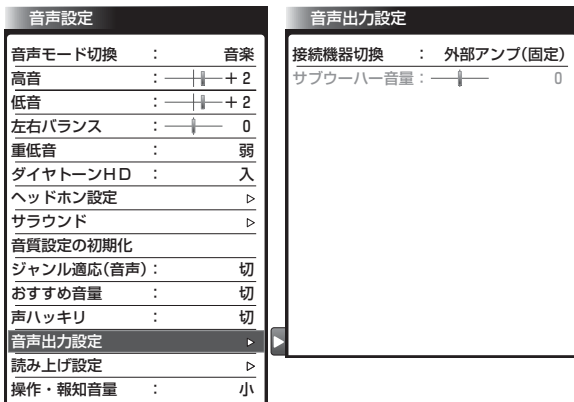 音声設定
音声モード切換 : 音楽
高音 : +2
低音 : +2
左右バランス : 0
重低音 : 弱
ダイヤトーンHD : 入
ヘッドホン設定
サラウンド
音質設定の初期化
ジャンル適応(音声) : 切
おすすめ音量 : 切
声ハッキリ : 切
音声出力設定
読み上げ設定
操作・報知音量 : 小
音声出力設定
接続機器切換 : 外部アンプ(固定)
サブウーハー音量 : 0